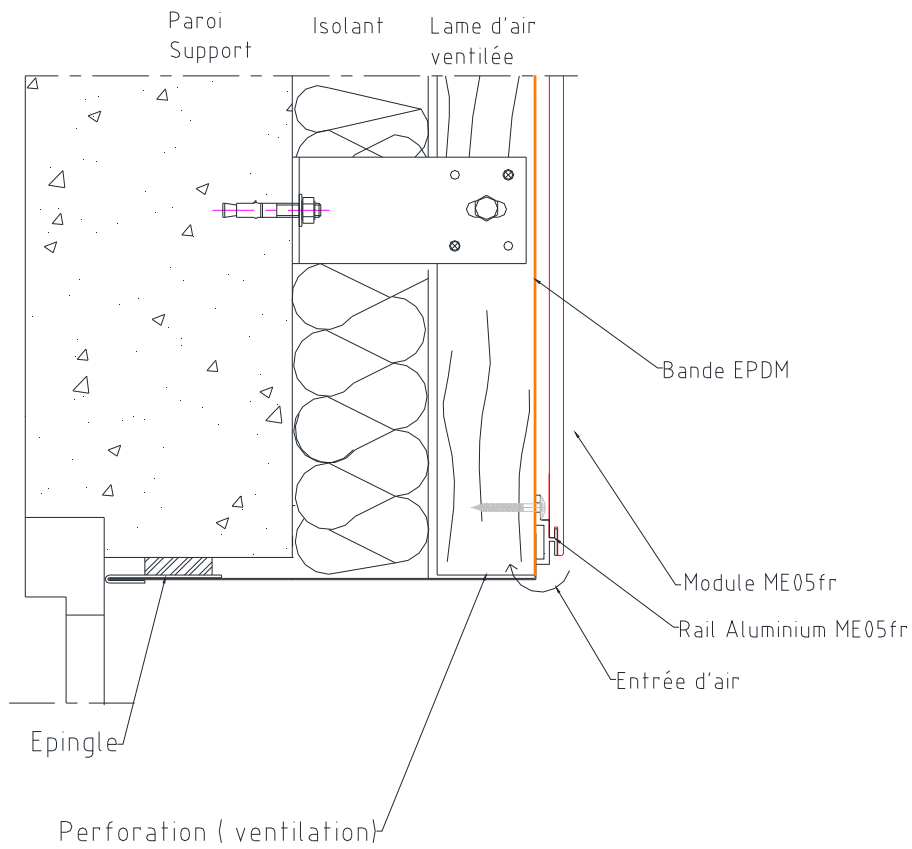 Paroi
Support
Isolant
Lame d'air
ventilée
Bande EPDM
Module ME05fr
Rail Aluminium ME05fr
Entrée d'air
Epingle
Perforation ( ventilation)